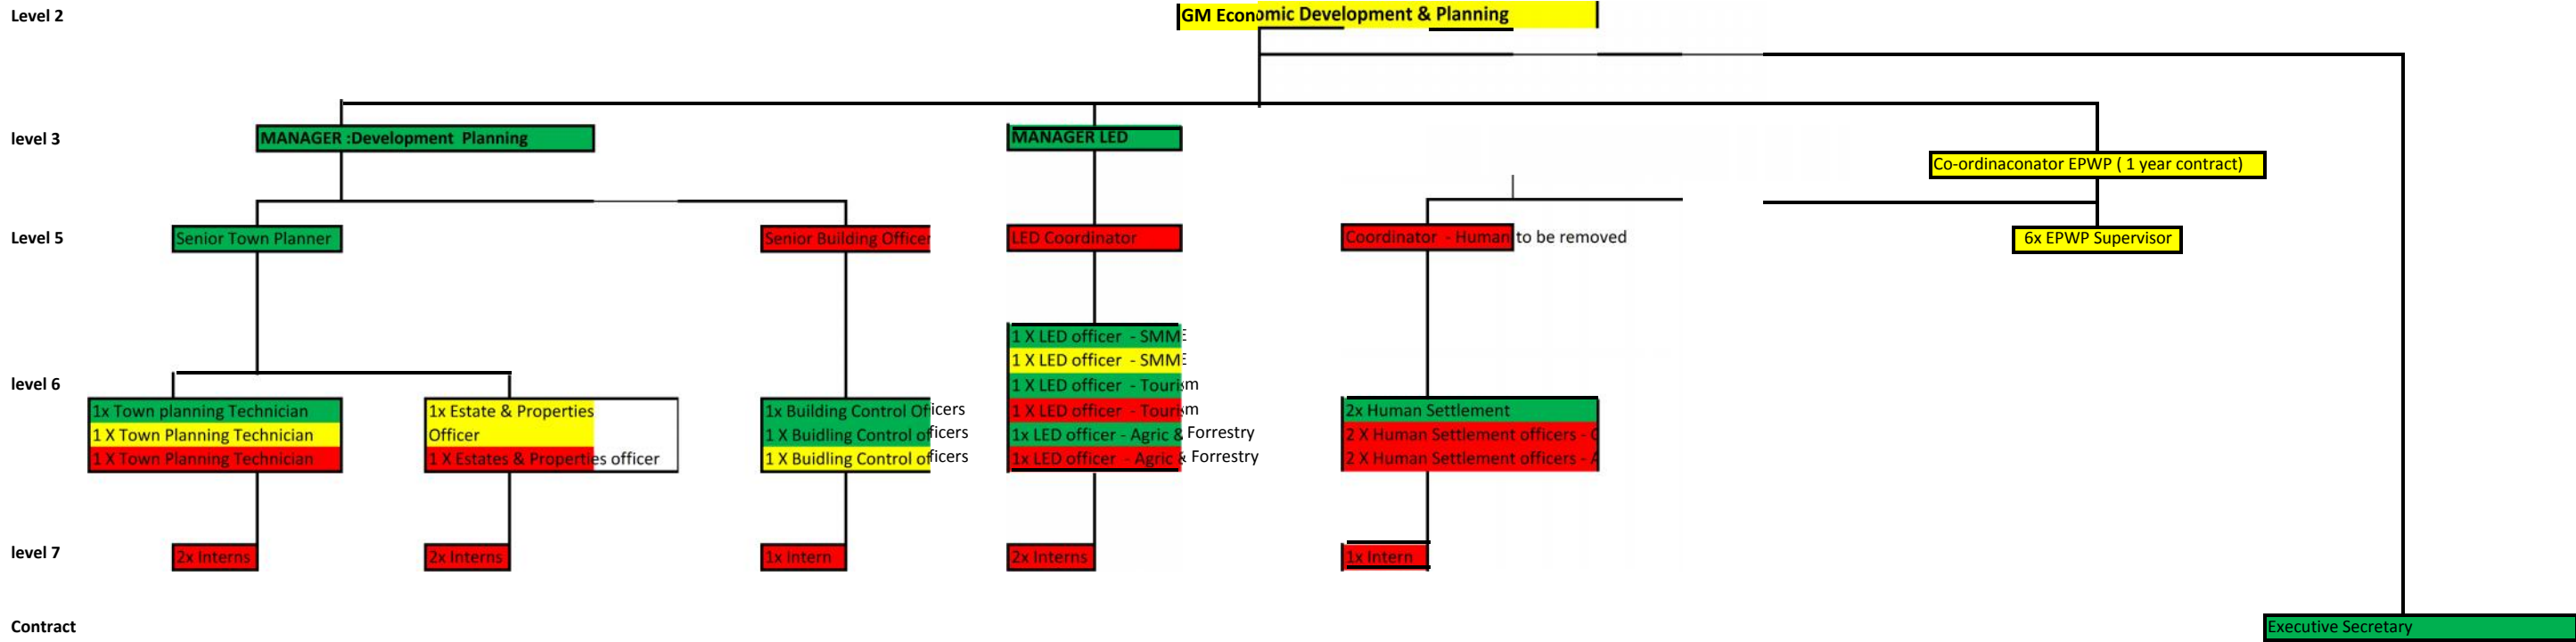 Level 2
GM Economic Development & Planning
level 3
MANAGER :Development Planning
MANAGER LED
Co-ordinaconator EPWP ( 1 year contract)
Level 5
Senior Town Planner
Senior Building Officer
LED Coordinator
Coordinator - Human to be removed
6x EPWP Supervisor
level 6
1x Town planning Technician
1 X Town Planning Technician
1 X Town Planning Technician
1x Estate & Properties
Officer
1 X Estates & Properties officer
1x Building Control Officers
1 X Buidling Control officers
1 X Buidling Control officers
1 X LED officer - SMME
1 X LED officer - SMME
1 X LED officer - Tourism
1 X LED officer - Tourism
1x LED officer - Agric & Forrestry
1x LED officer - Agric & Forrestry
2x Human Settlement
2 X Human Settlement officers -
2 X Human Settlement officers -
level 7
2x Interns
2x Interns
1x Intern
2x Interns
1x Intern
Contract
Executive Secretary